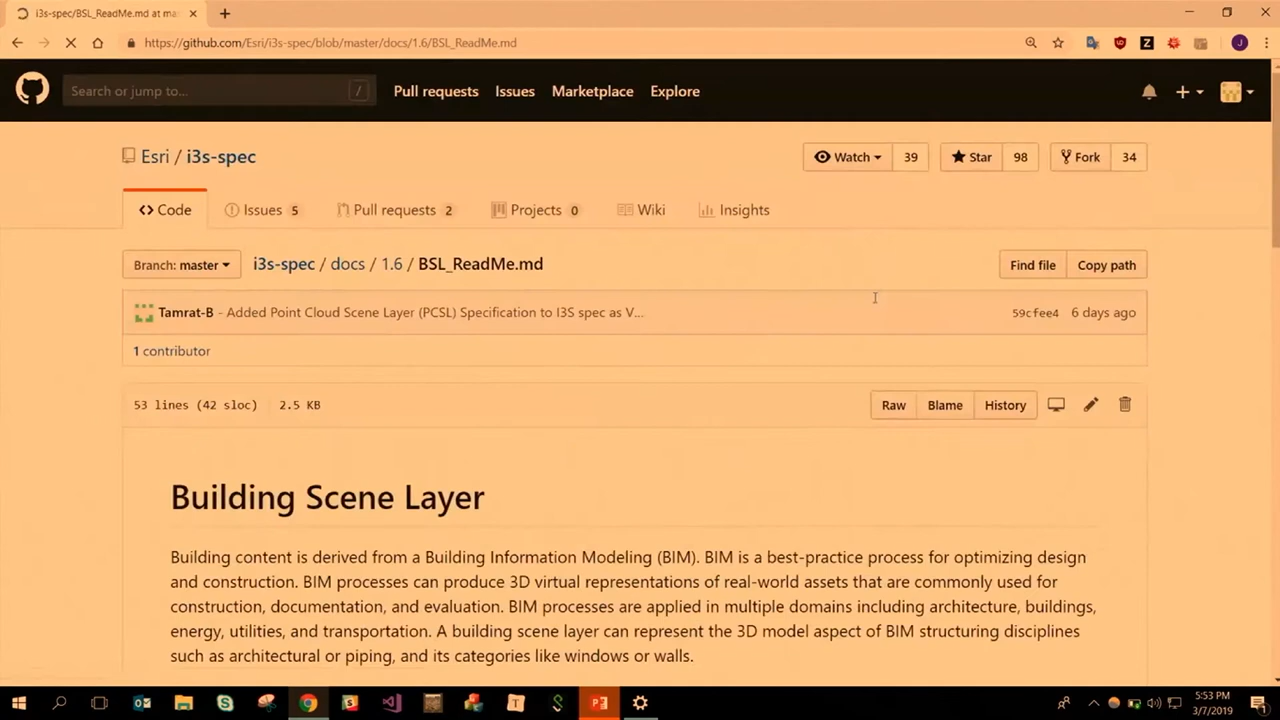 i3s-spec/BSL_ReadMe.md at mas
https://github.com/Esri/i3s-spec/blob/master/docs/1.6/BSL_ReadMe.md
Search or jump to... /
Pull requests Issues Marketplace Explore
Esri / i3s-spec
Watch 39 Star 98 Fork 34
Code Issues 5 Pull requests 2 Projects 0 Wiki Insights
Branch: master i3s-spec / docs / 1.6 / BSL_ReadMe.md Find file Copy path
Tamrat-B - Added Point Cloud Scene Layer (PCSL) Specification to I3S spec as V... 59cfee4 6 days ago
1 contributor
53 lines (42 sloc) 2.5 KB Raw Blame History
Building Scene Layer
Building content is derived from a Building Information Modeling (BIM). BIM is a best-practice process for optimizing design
and construction. BIM processes can produce 3D virtual representations of real-world assets that are commonly used for
construction, documentation, and evaluation. BIM processes are applied in multiple domains including architecture, buildings,
energy, utilities, and transportation. A building scene layer can represent the 3D model aspect of BIM structuring disciplines
such as architectural or piping, and its categories like windows or walls.
5:53 PM
3/7/2019